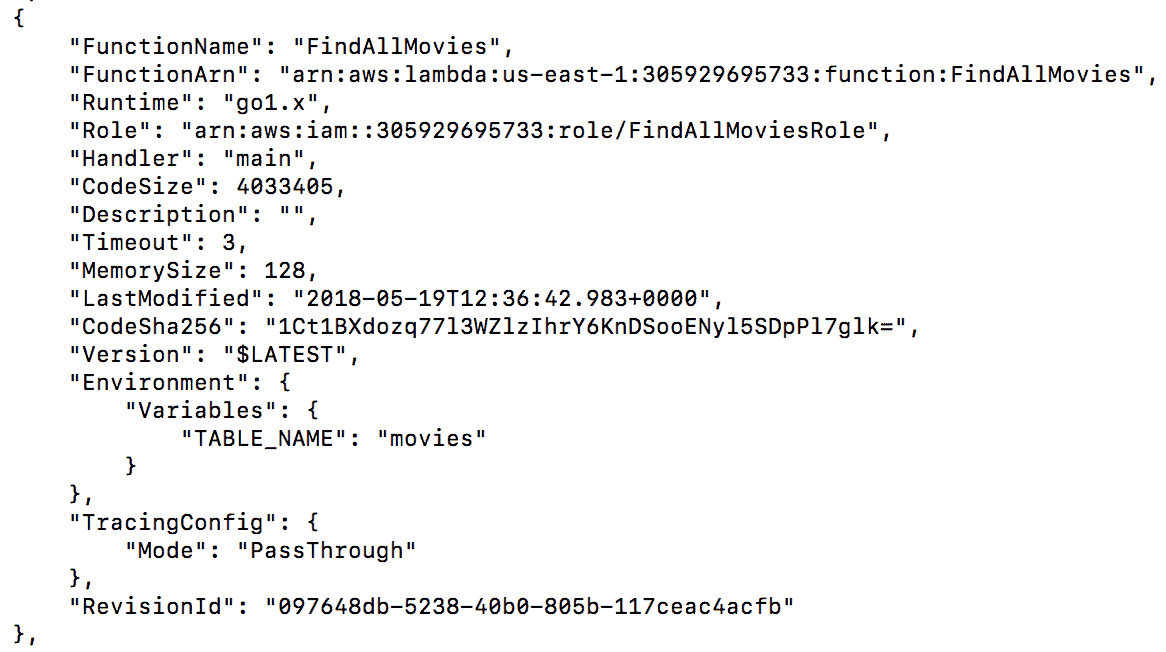 {
    "FunctionName": "FindAllMovies",
    "FunctionArn": "arn:aws:lambda:us-east-1:305929695733:function:FindAllMovies",
    "Runtime": "go1.x",
    "Role": "arn:aws:iam::305929695733:role/FindAllMoviesRole",
    "Handler": "main",
    "CodeSize": 4033405,
    "Description": "",
    "Timeout": 3,
    "MemorySize": 128,
    "LastModified": "2018-05-19T12:36:42.983+0000",
    "CodeSha256": "1Ct1BXdozq77l3WZlzIhrY6KnDSooENyl5SDpPl7glk=",
    "Version": "$LATEST",
    "Environment": {
        "Variables": {
            "TABLE_NAME": "movies"
        }
    },
    "TracingConfig": {
        "Mode": "PassThrough"
    },
    "RevisionId": "097648db-5238-40b0-805b-117ceac4acfb"
},